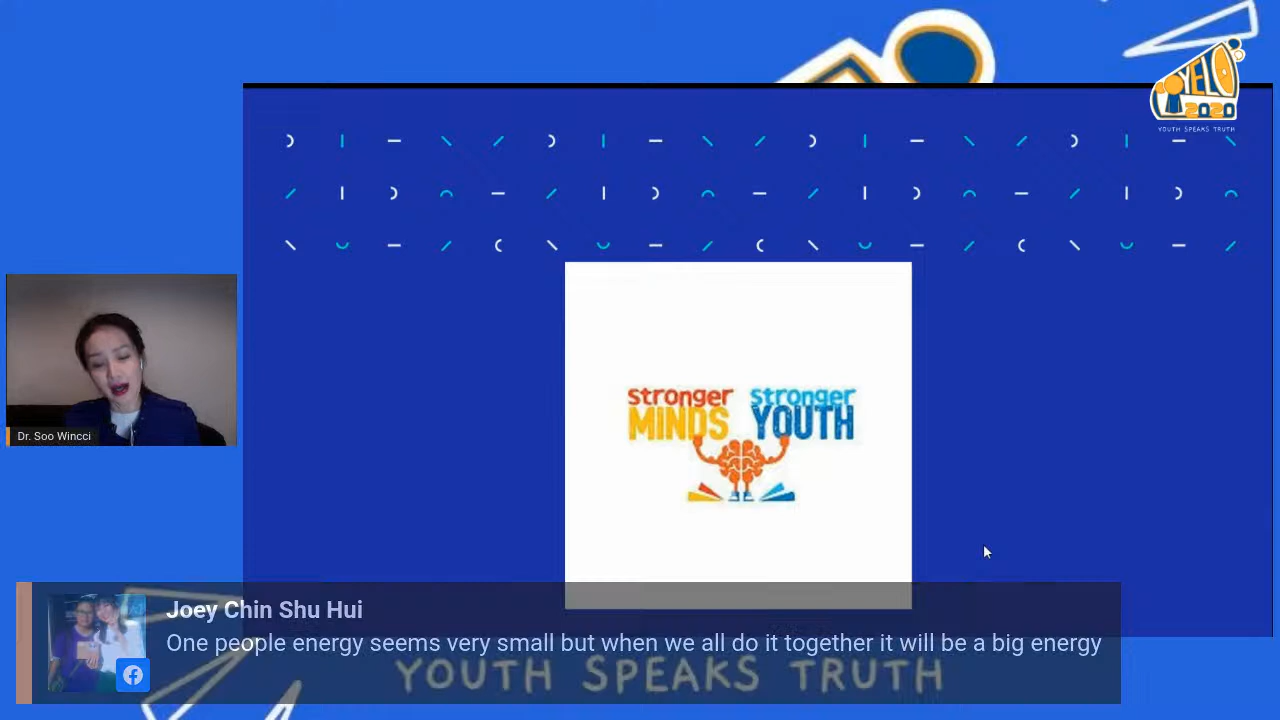 YELO
2020
YOUTH SPEAKS TRUTH
stronger stronger
MINDS YOUTH
Dr. Soo Wincci
Joey Chin Shu Hui
One people energy seems very small but when we all do it together it will be a big energy
YOUTH SPEAKS TRUTH